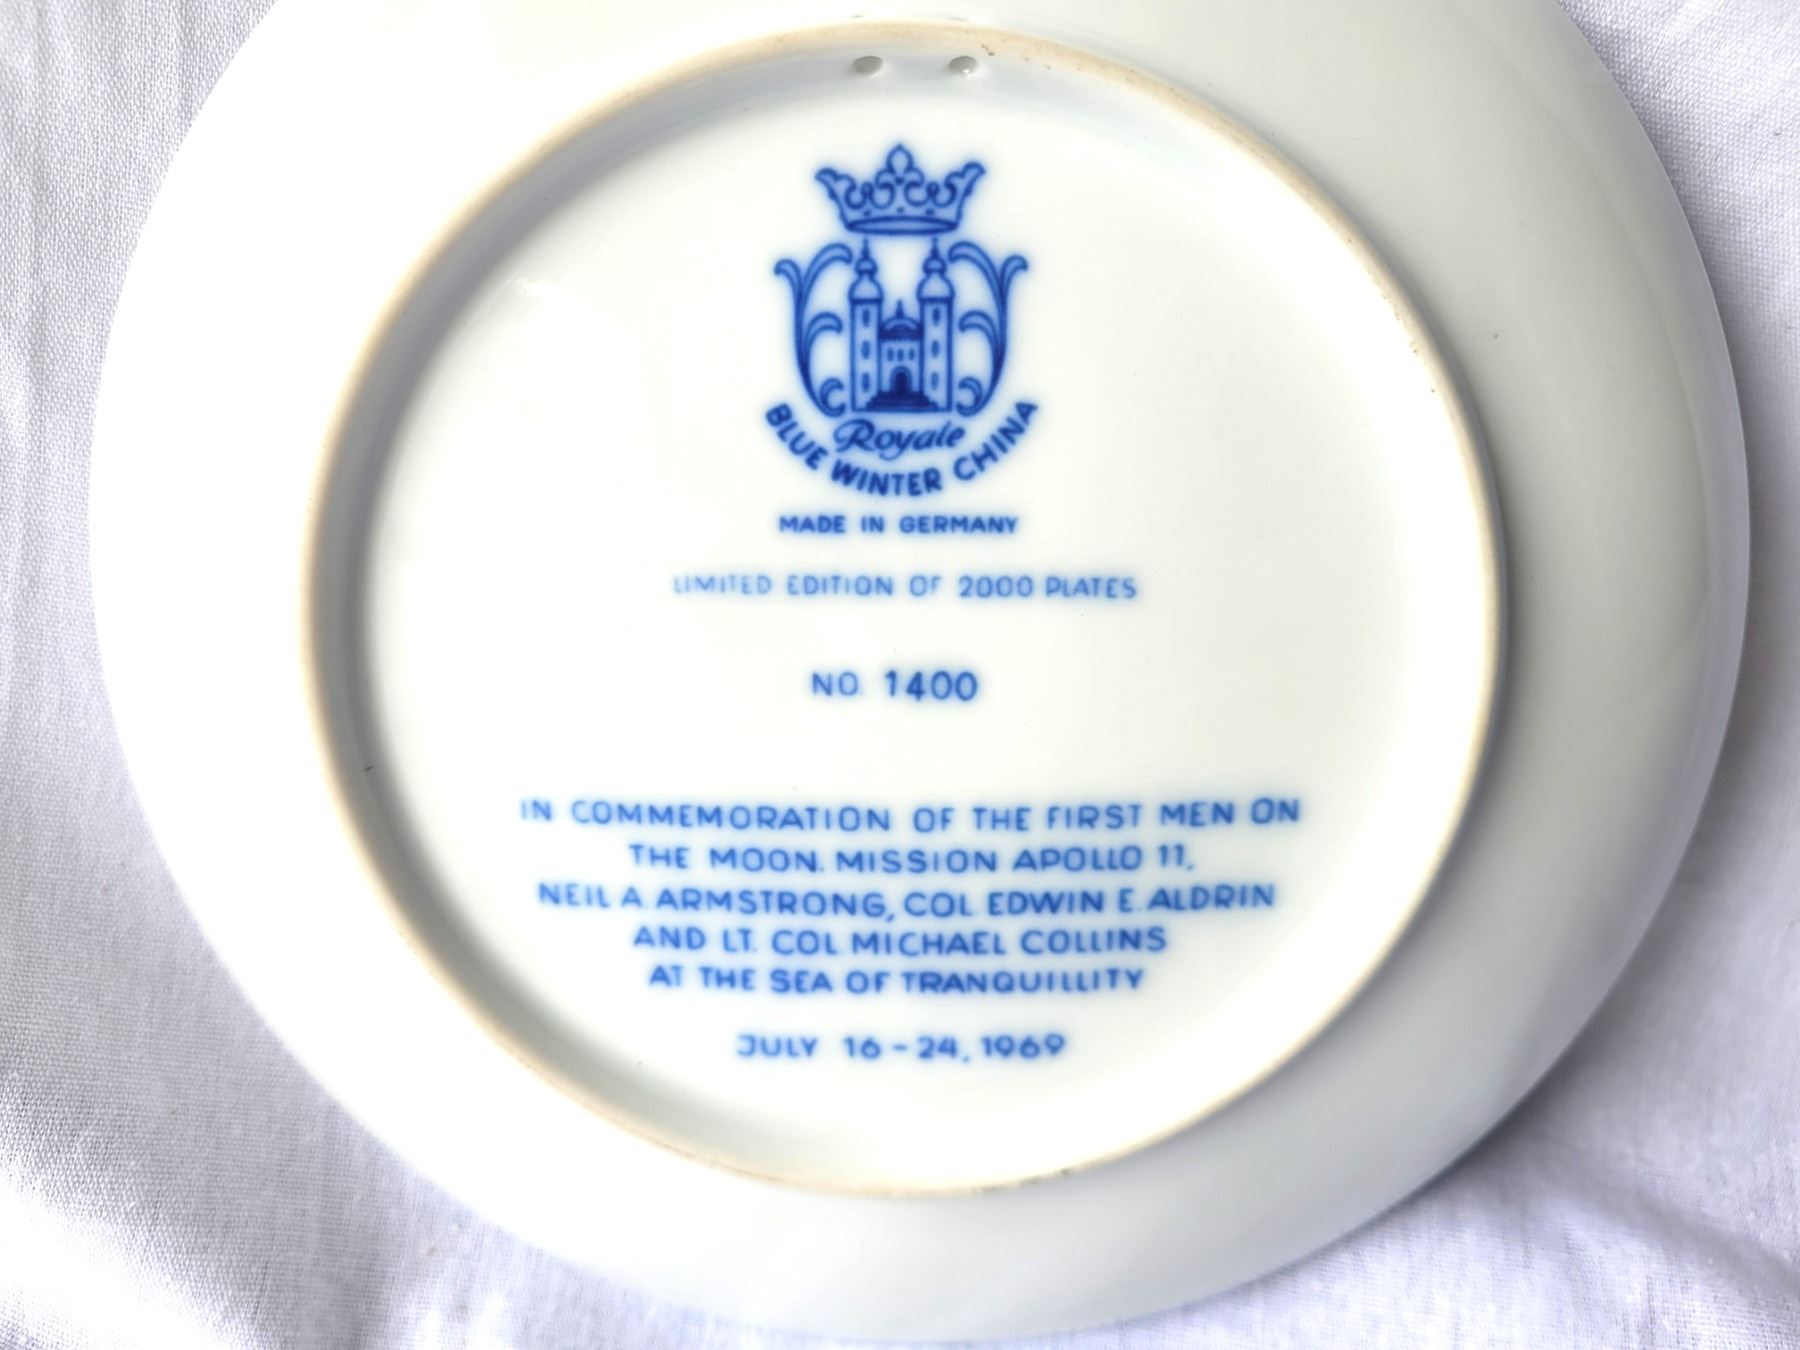 Royale
BLUE WINTER CHINA
MADE IN GERMANY
LIMITED EDITION OF 2000 PLATES
NO. 1400
IN COMMEMORATION OF THE FIRST MEN ON
THE MOON. MISSION APOLLO 11.
NEIL A. ARMSTRONG, COL. EDWIN E. ALDRIN
AND LT. COL MICHAEL COLLINS
AT THE SEA OF TRANQUILLITY
JULY 16-24, 1969